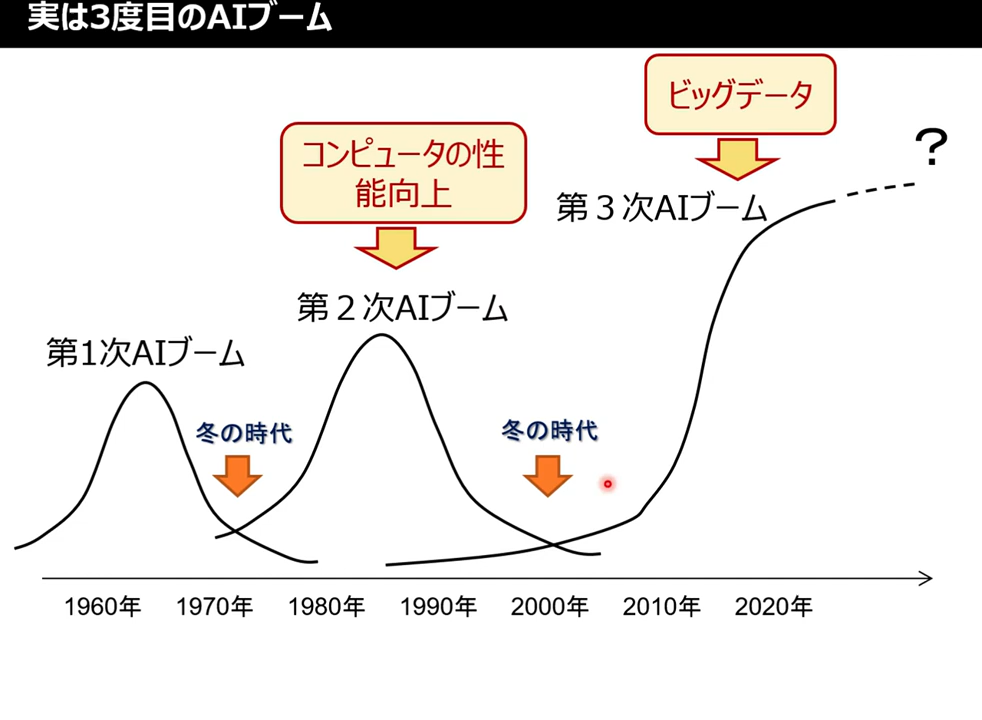 実は3度目のAIブーム
ビッグデータ
?
コンピュータの性
能向上
第３次AIブーム
第２次AIブーム
第1次AIブーム
冬の時代
冬の時代
1960年 1970年 1980年 1990年 2000年 2010年 2020年